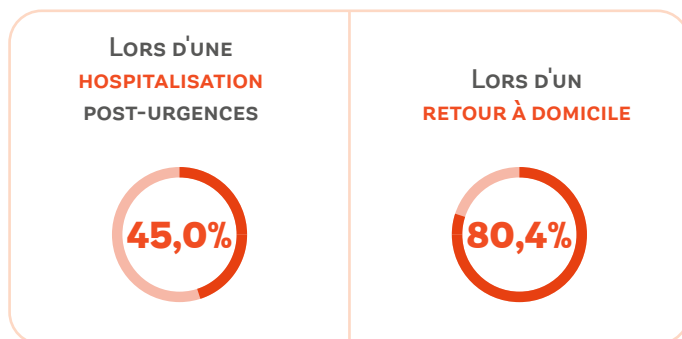 Lors d'une
hospitalisation
post-urgences
45,0%
Lors d'un
retour à domicile
80,4%